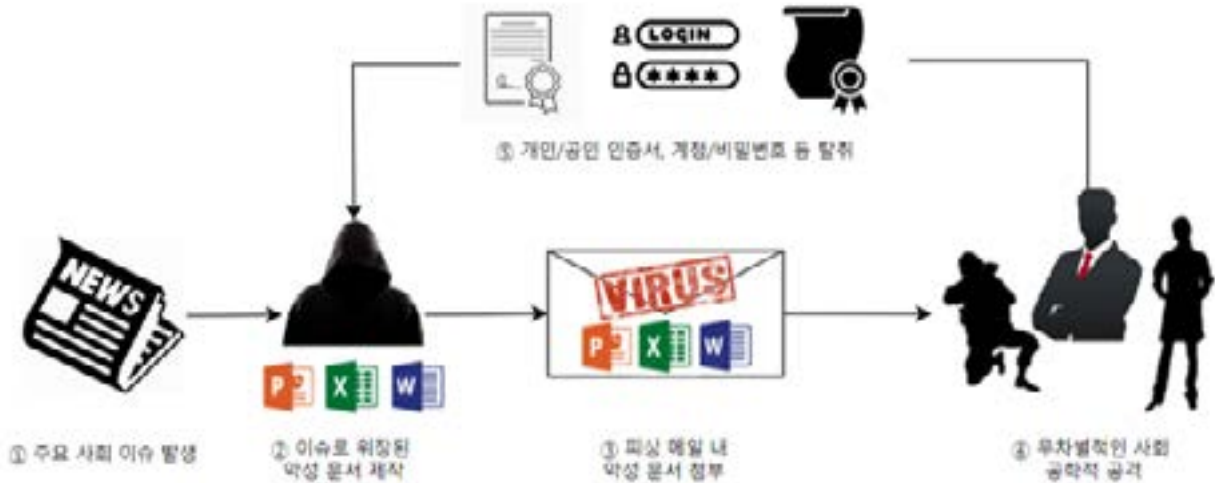 LOGIN
****
⑤ 개인/공인 인증서, 계정/비밀번호 등 탈취
NEWS
VIRUS
P X W
P X W
① 주요 사회 이슈 발생
② 이슈로 위장된
악성 문서 제작
③ 피싱 메일 내
악성 문서 첨부
④ 무차별적인 사회
공학적 공격